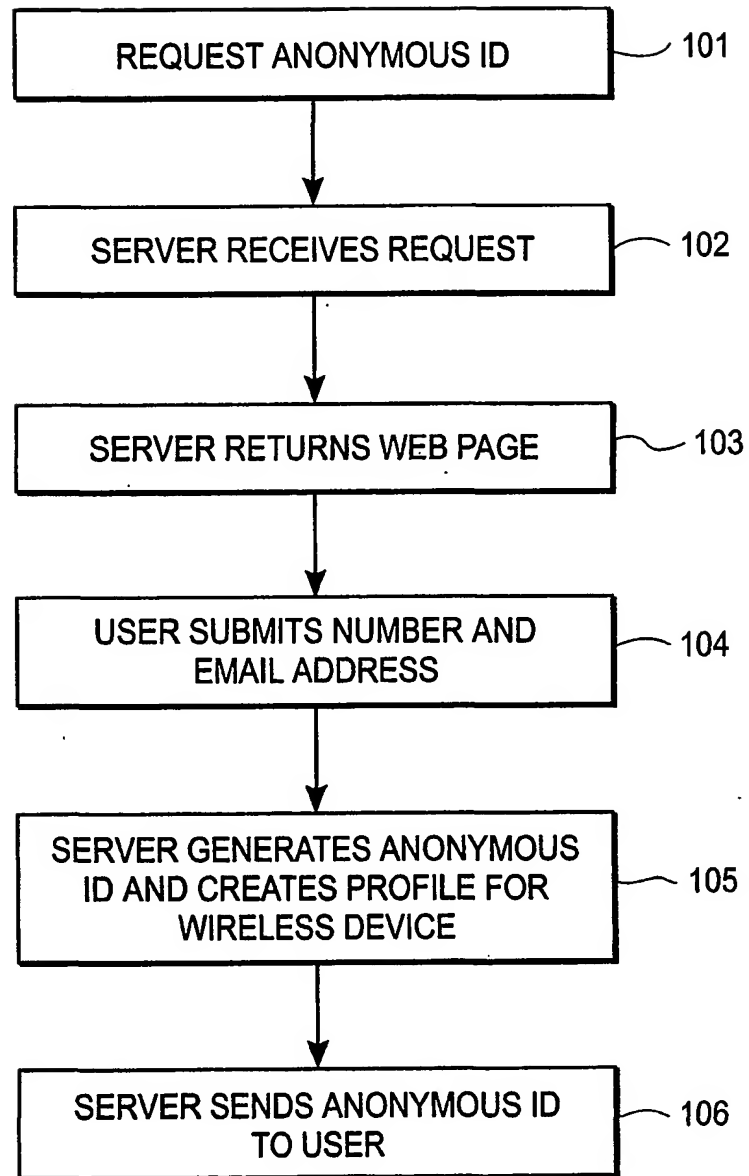 REQUEST ANONYMOUS ID
101
SERVER RECEIVES REQUEST
102
SERVER RETURNS WEB PAGE
103
USER SUBMITS NUMBER AND
EMAIL ADDRESS
104
SERVER GENERATES ANONYMOUS
ID AND CREATES PROFILE FOR
WIRELESS DEVICE
105
SERVER SENDS ANONYMOUS ID
TO USER
106